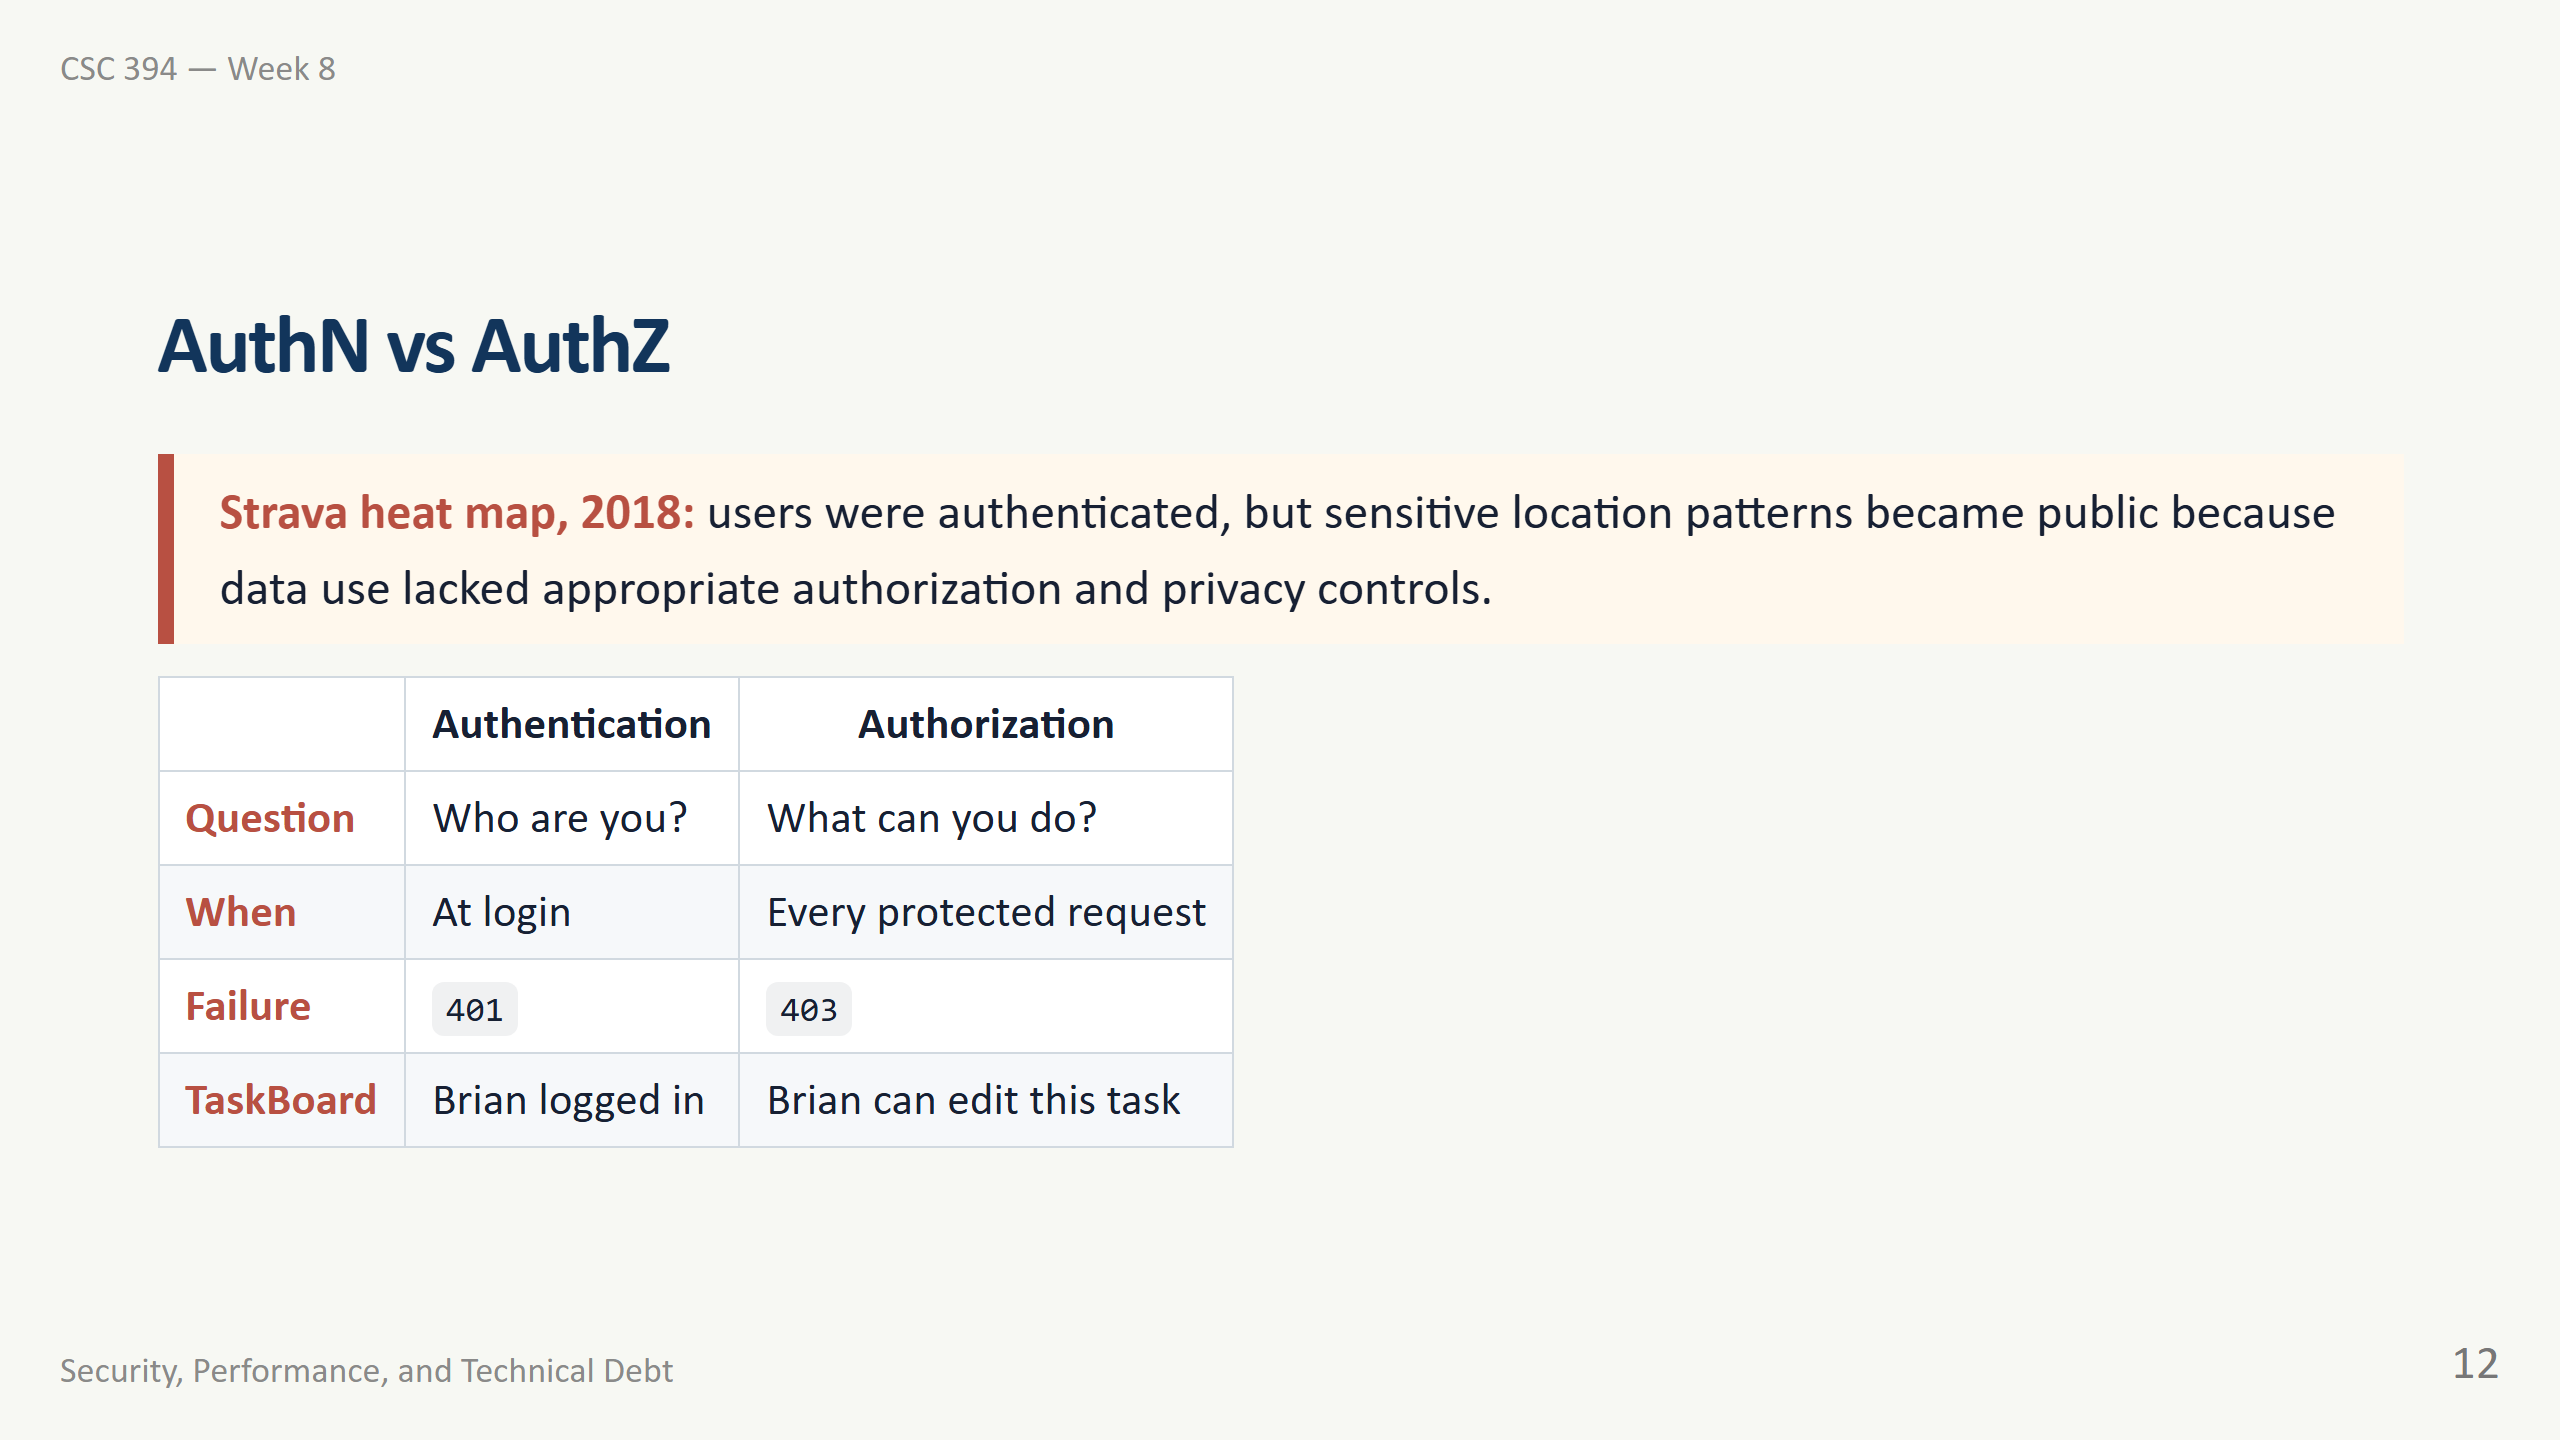 CSC 394 — Week 8
AuthN vs AuthZ
Strava heat map, 2018: users were authenticated, but sensitive location patterns became public because
data use lacked appropriate authorization and privacy controls.
Authentication Authorization
Question Who are you? What can you do?
When At login Every protected request
Failure 401 403
TaskBoard Brian logged in Brian can edit this task
Security, Performance, and Technical Debt
12